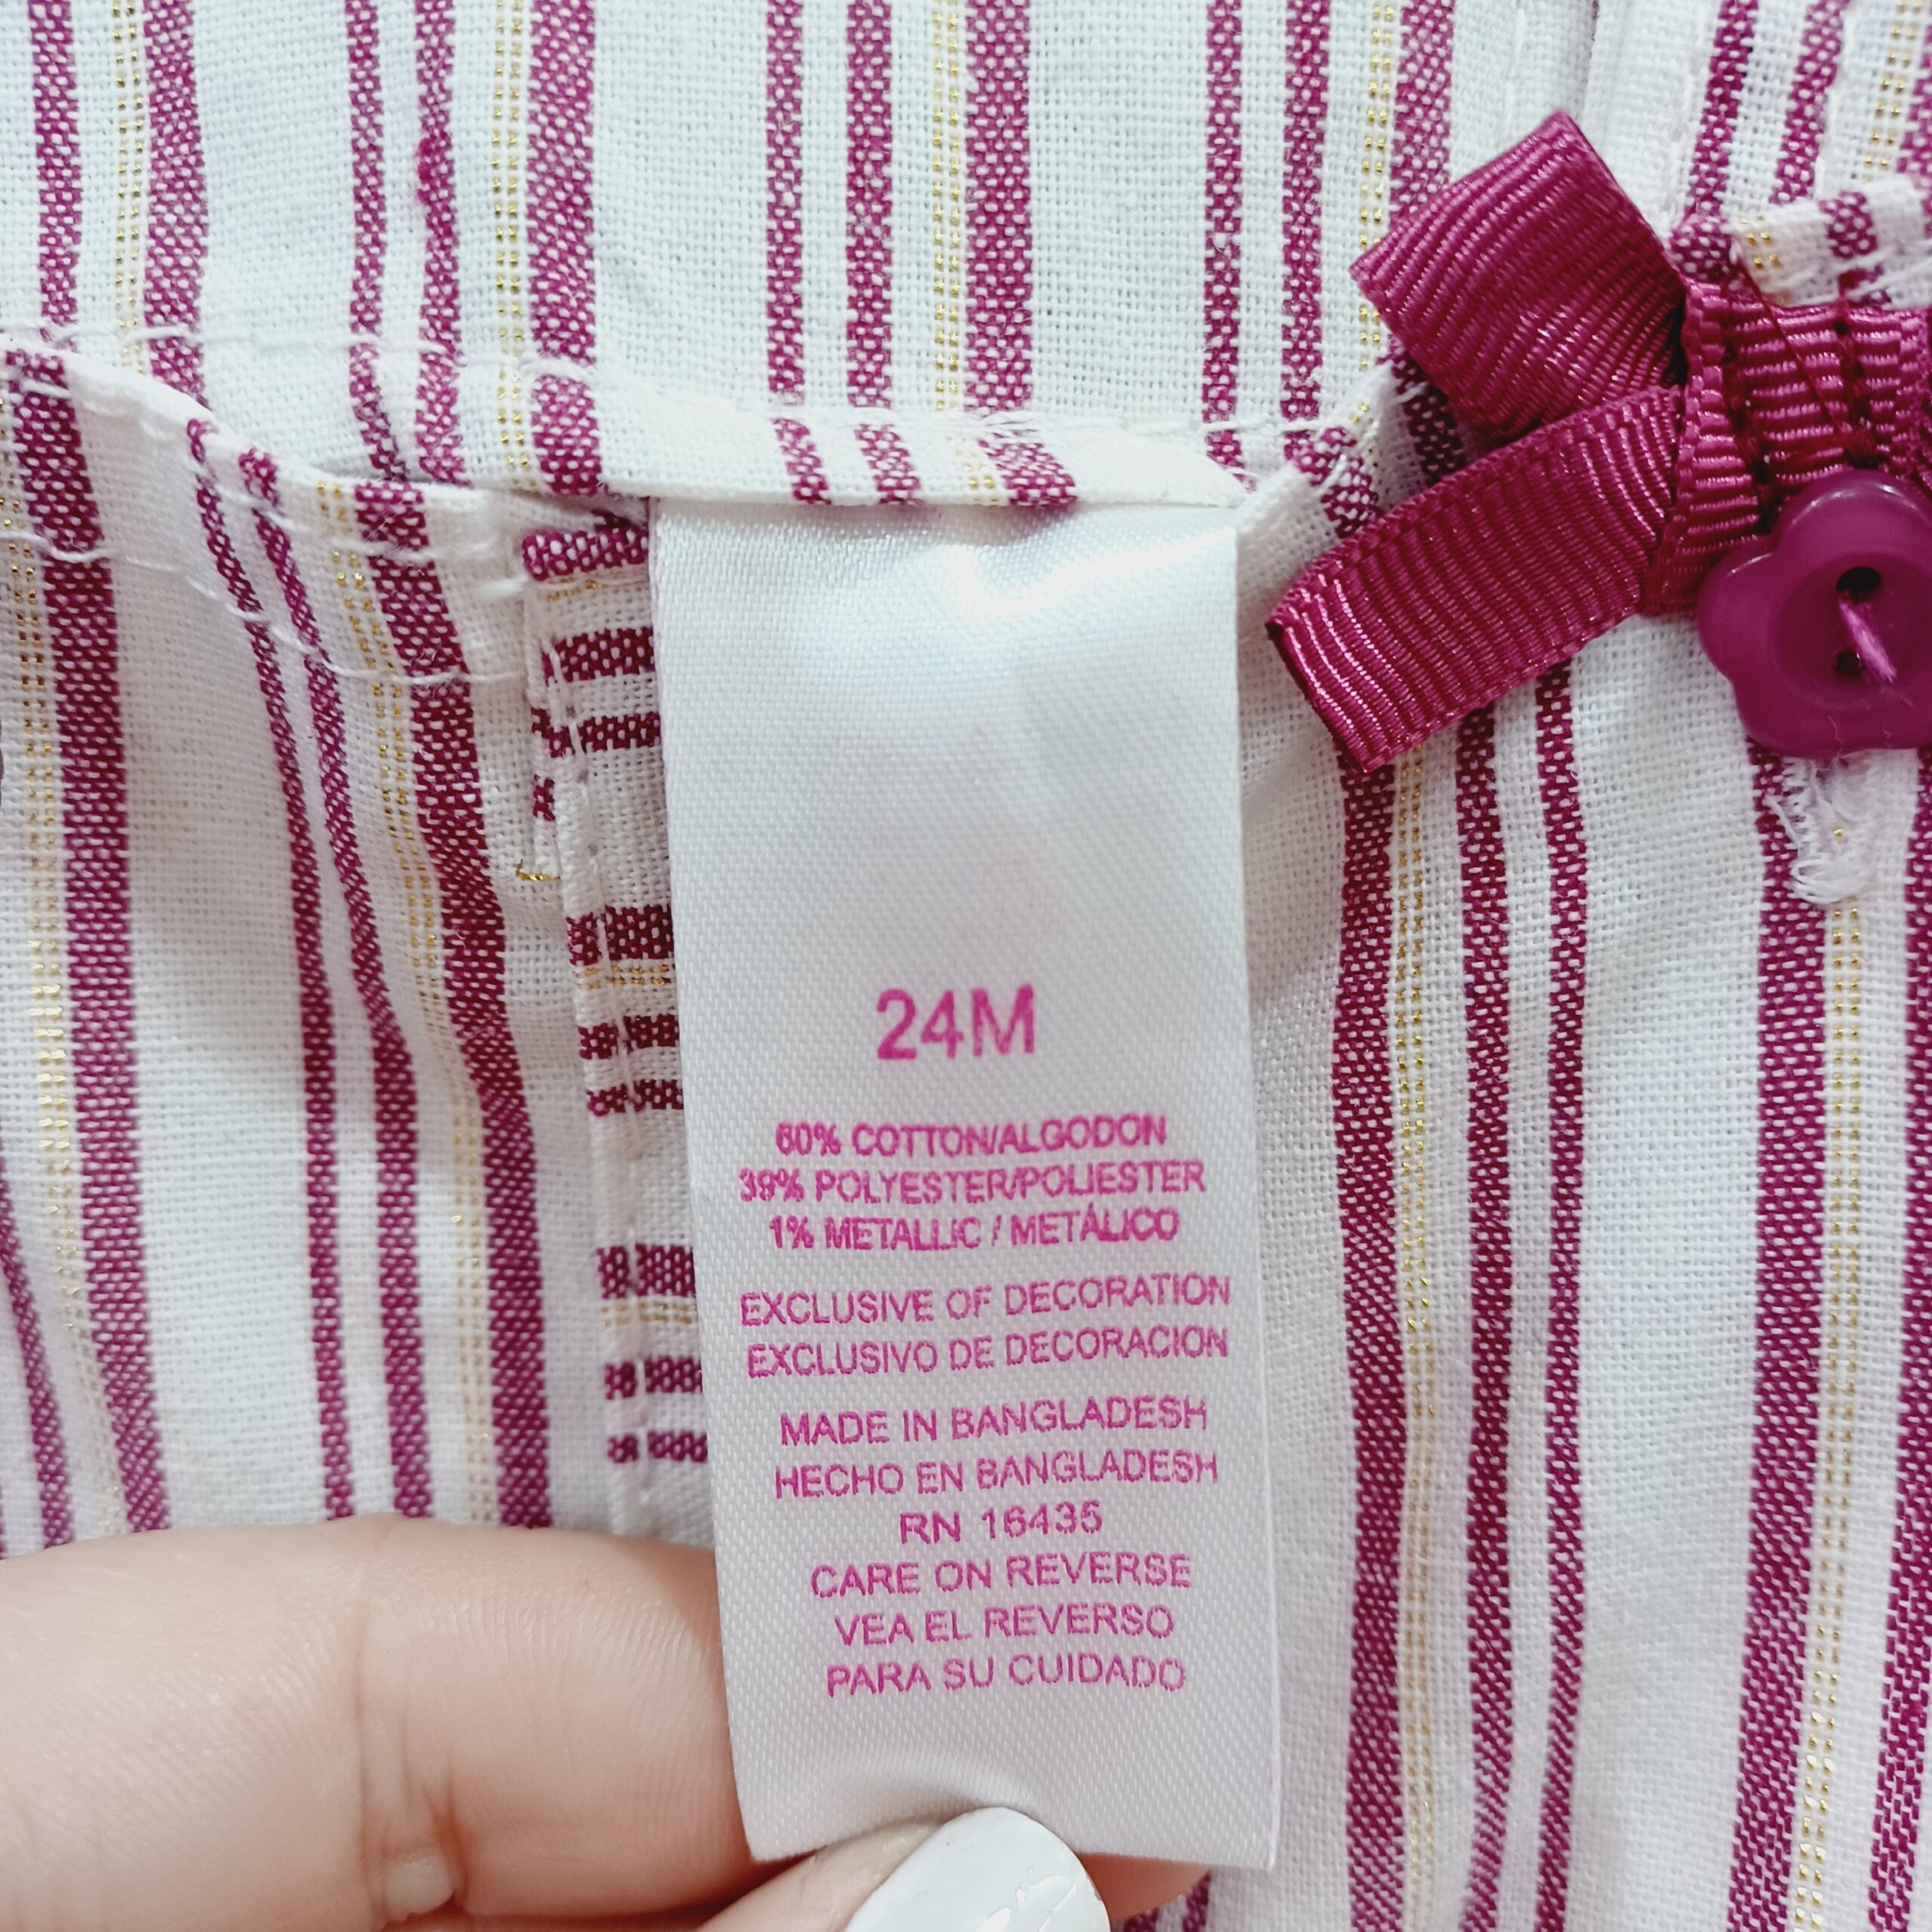 24M
60% COTTON/ALGODON
39% POLYESTER/POLIESTER
1% METALLIC / METÁLICO
EXCLUSIVE OF DECORATION
EXCLUSIVO DE DECORACION
MADE IN BANGLADESH
HECHO EN BANGLADESH
RN 16435
CARE ON REVERSE
VEA EL REVERSO
PARA SU CUIDADO